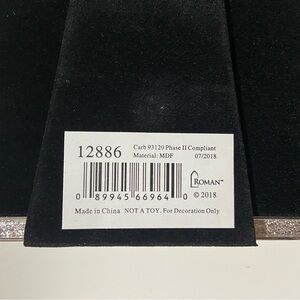 12886 Carb 93120 Phase II Compliant
Material: MDF 07/2018
ROMAN™
0 89945 66964 0
© 2018
Made in China NOT A TOY. For Decoration Only